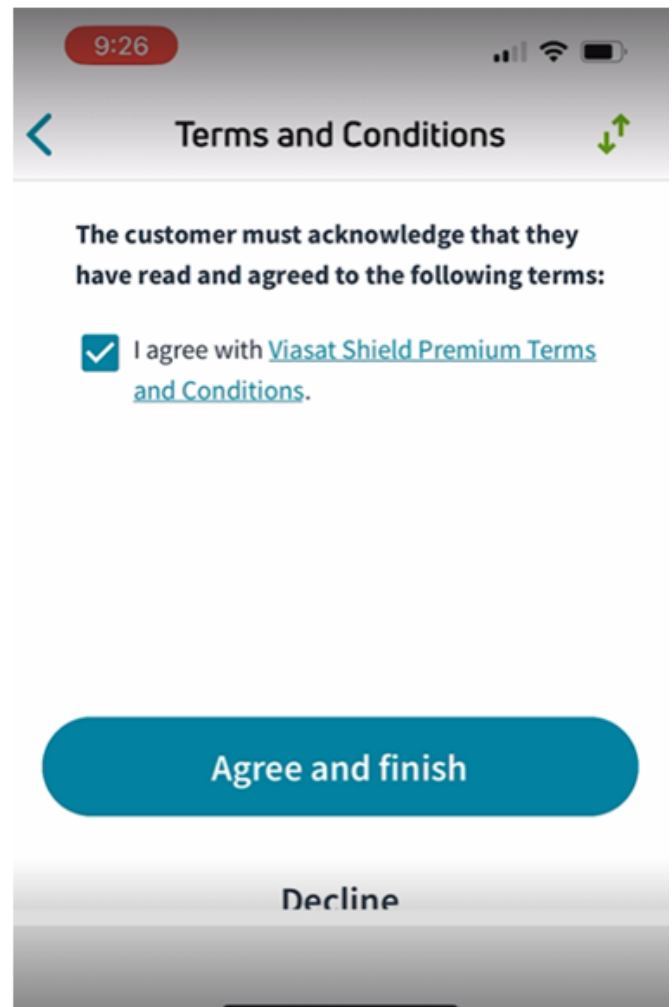 9:26
Terms and Conditions
The customer must acknowledge that they
have read and agreed to the following terms:
I agree with Viasat Shield Premium Terms
and Conditions.
Agree and finish
Decline